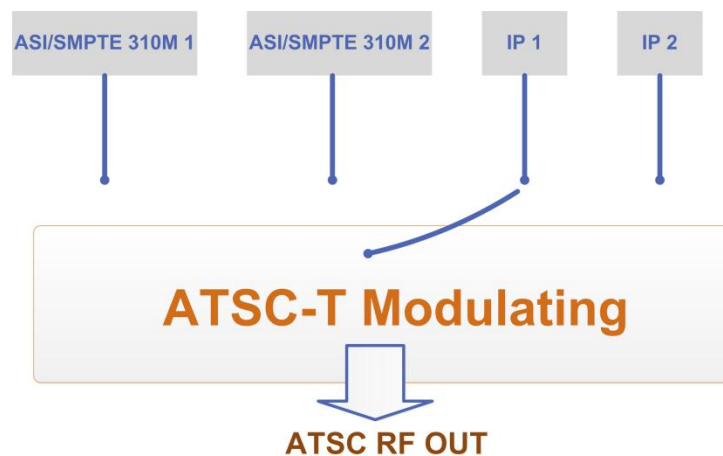 ASI/SMPTE 310M 1
ASI/SMPTE 310M 2
IP 1
IP 2
ATSC-T Modulating
ATSC RF OUT